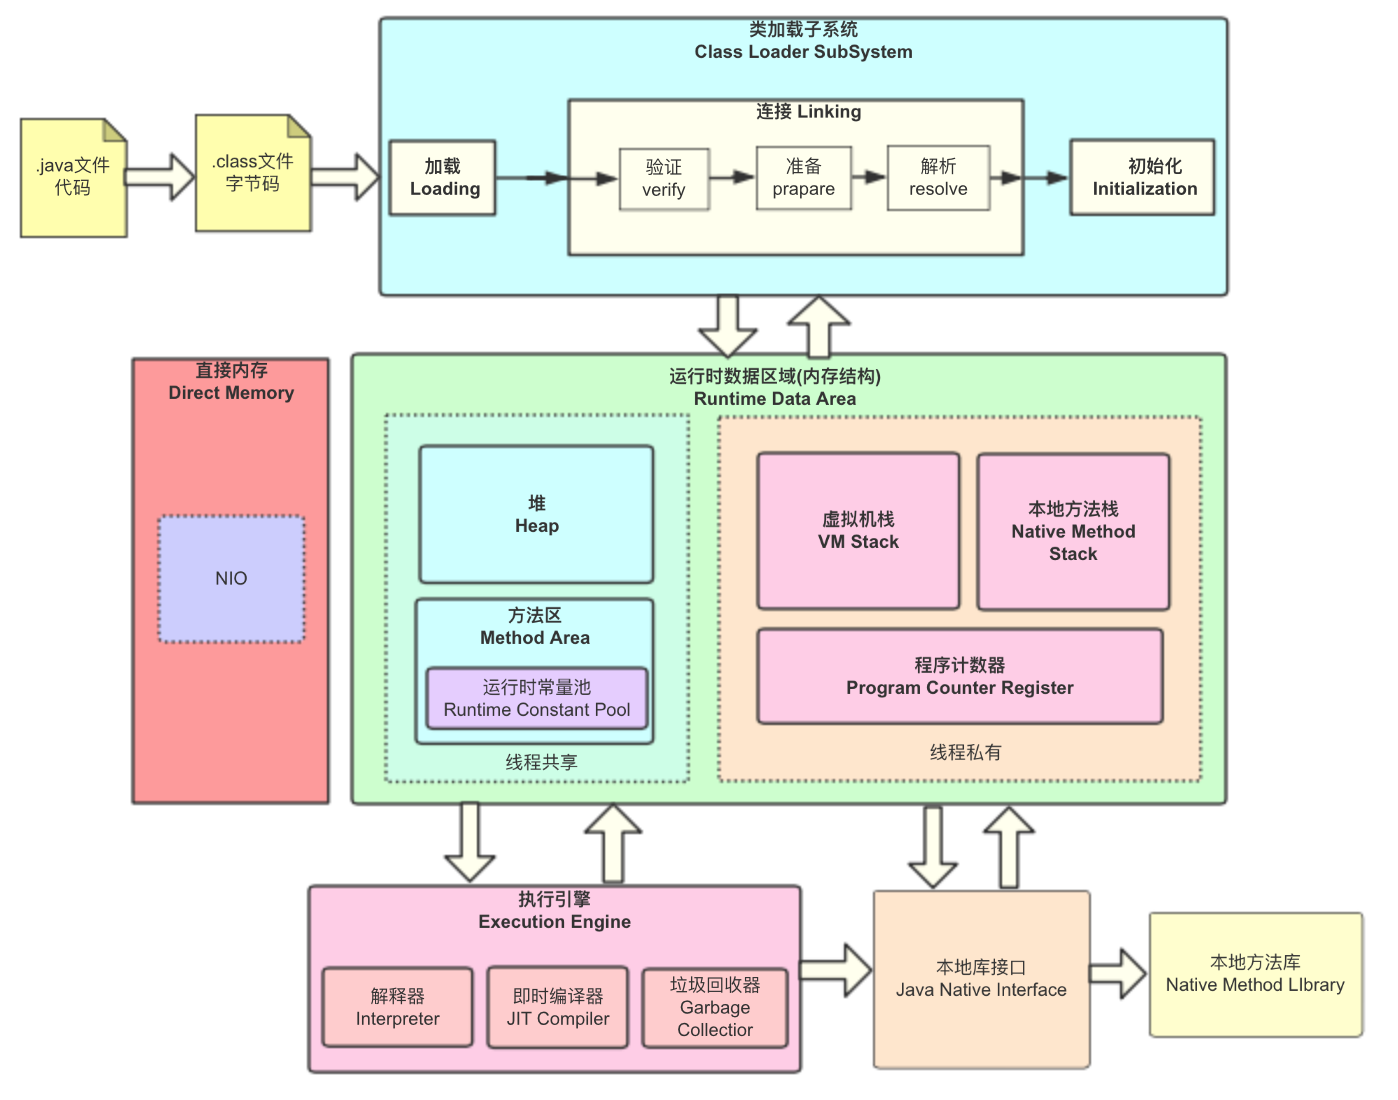 类加载子系统
Class Loader SubSystem
.java文件
代码
.class文件
字节码
加载
Loading
连接 Linking
验证
verify
准备
prapare
解析
resolve
初始化
Initialization
直接内存
Direct Memory
NIO
运行时数据区域(内存结构)
Runtime Data Area
堆
Heap
方法区
Method Area
运行时常量池
Runtime Constant Pool
线程共享
虚拟机栈
VM Stack
本地方法栈
Native Method
Stack
程序计数器
Program Counter Register
线程私有
执行引擎
Execution Engine
解释器
Interpreter
即时编译器
JIT Compiler
垃圾回收器
Garbage
Collectior
本地库接口
Java Native Interface
本地方法库
Native Method LIbrary